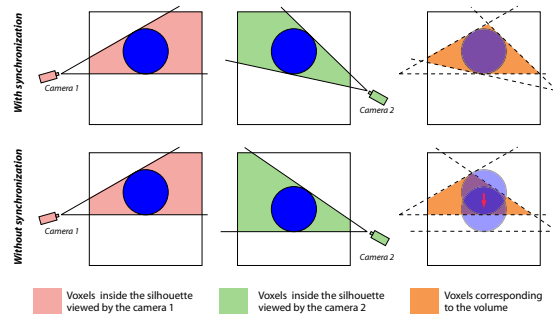 With synchronization
Camera 1
Camera 2
Without synchronization
Camera 1
Camera 2
Voxels inside the silhouette
viewed by the camera 1
Voxels inside the silhouette
viewed by camera 2
Voxels corresponding
to the volume